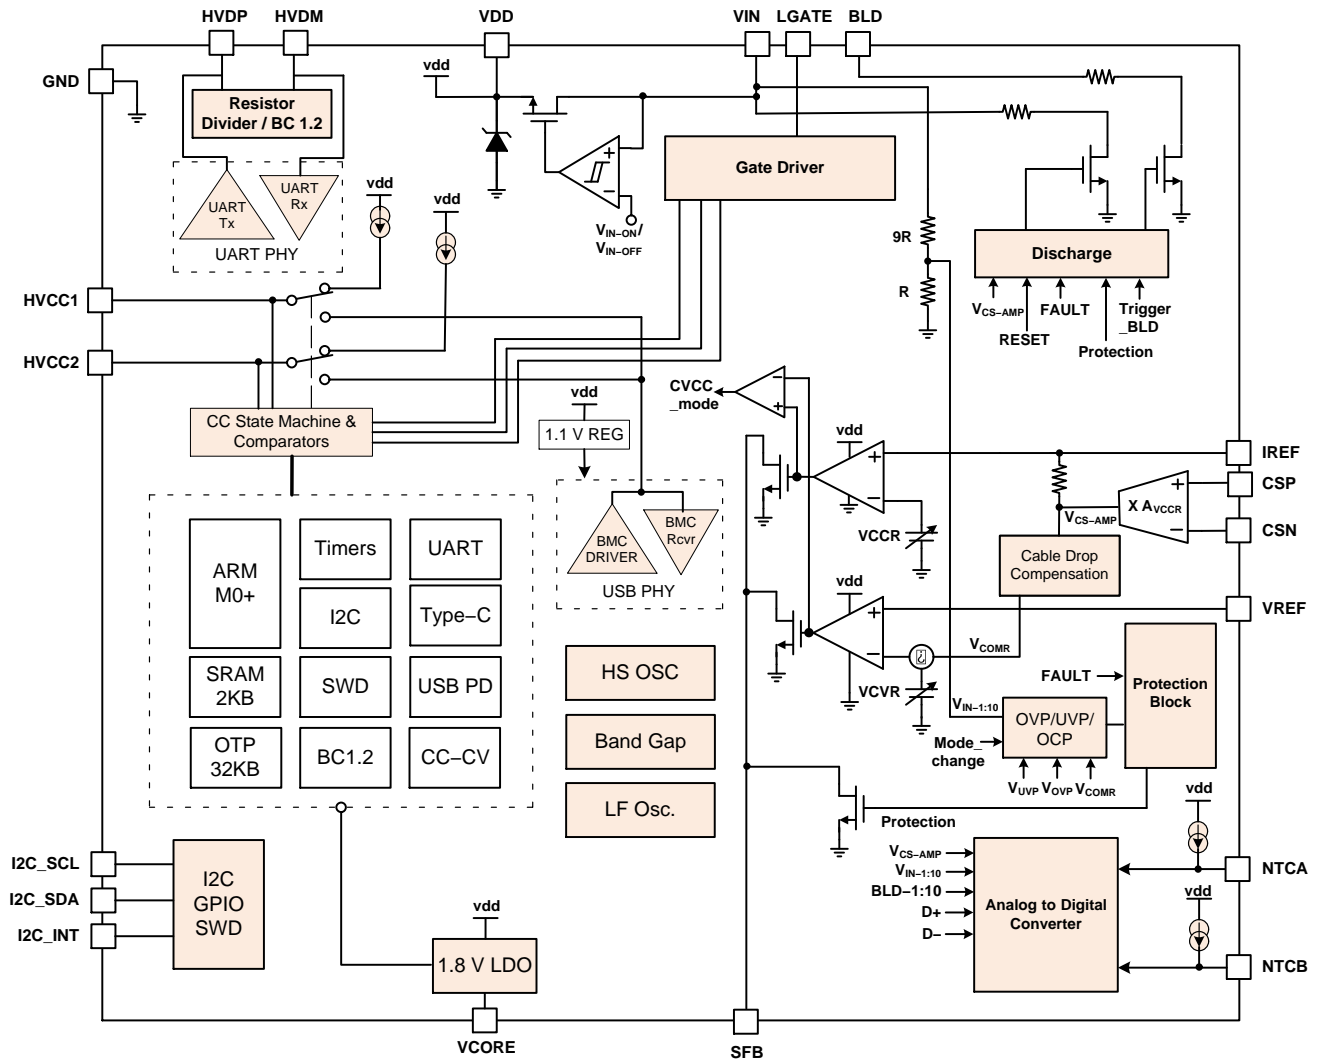 HVDP
HVDM
VDD
VIN
LGATE
BLD
GND
vdd
Resistor
Divider / BC 1.2
Gate Driver
UART
Tx
UART
Rx
UART PHY
vdd
vdd
VIN−ON/
VIN−OFF
9R
R
Discharge
VCS−AMP
RESET
FAULT
Protection
Trigger
_BLD
HVCC1
HVCC2
CC State Machine &
Comparators
vdd
1.1 V REG
CVCC
_mode
vdd
IREF
CSP
CSN
X AVCCR
VCS−AMP
VCCR
Cable Drop
Compensation
BMC
DRIVER
BMC
Rcvr
USB PHY
ARM
M0+
Timers
UART
I2C
Type−C
SRAM
2KB
SWD
USB PD
OTP
32KB
BC1.2
CC−CV
HS OSC
Band Gap
LF Osc.
vdd
VREF
VCOMR
VCVR
VIN−1:10
FAULT
Protection
Block
OVP/UVP/
OCP
Mode_
change
VUVP
VOVP
VCOMR
Protection
vdd
I2C_SCL
I2C_SDA
I2C_INT
I2C
GPIO
SWD
vdd
1.8 V LDO
VCORE
SFB
VCS−AMP
VIN−1:10
BLD−1:10
D+
D−
Analog to Digital
Converter
NTCA
vdd
NTCB